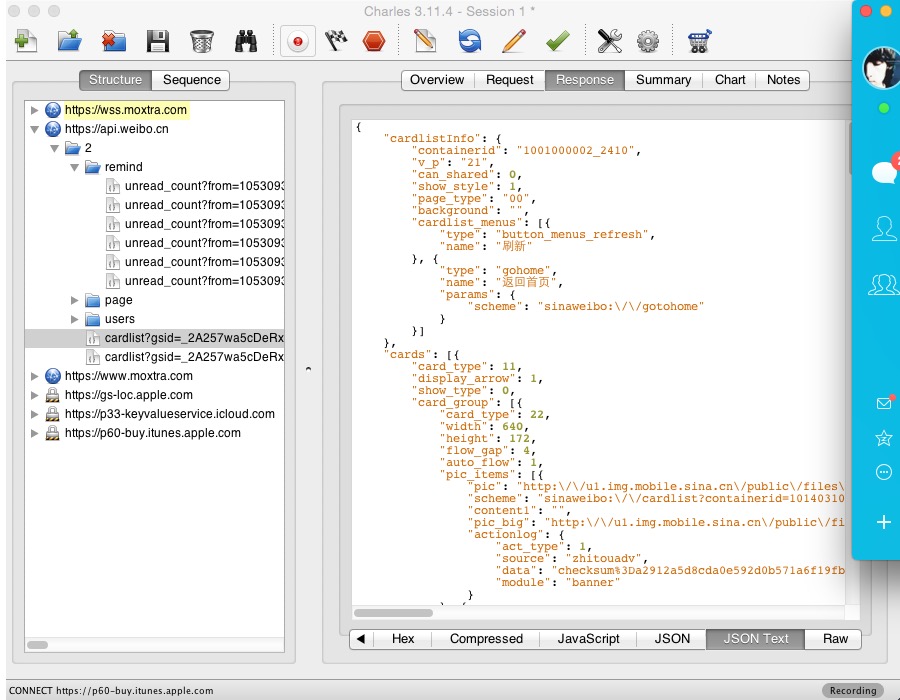 Charles 3.11.4 - Session 1 *
Structure
Sequence
Overview
Request
Response
Summary
Chart
Notes
https://wss.moxtra.com
https://api.weibo.cn
2
remind
unread_count?from=1053093
unread_count?from=1053093
unread_count?from=1053093
unread_count?from=1053093
unread_count?from=1053093
unread_count?from=1053093
page
users
cardlist?gsid=_2A257wa5cDeRx
cardlist?gsid=_2A257wa5cDeRx
https://www.moxtra.com
https://gs-loc.apple.com
https://p33-keyvalueservice.icloud.com
https://p60-buy.itunes.apple.com
{
"cardlistInfo": {
"containerid": "1001000002_2410",
"v_p": "21",
"can_shared": 0,
"show_style": 1,
"page_type": "00",
"background": "",
"cardlist_menus": [{
"type": "button_menus_refresh",
"name": "刷新"
}, {
"type": "gohome",
"name": "返回首页",
"params": {
"scheme": "sinaweibo:\/\/gotohome"
}
}]
},
"cards": [{
"card_type": 11,
"display_arrow": 1,
"show_type": 0,
"card_group": [{
"card_type": 22,
"width": 640,
"height": 172,
"flow_gap": 4,
"auto_flow": 1,
"pic_items": [{
"pic": "http:\/\/u1.img.mobile.sina.cn\/public\/files\
"scheme": "sinaweibo:\/\/cardlist?containerid=10140310
"content1": "",
"pic_big": "http:\/\/u1.img.mobile.sina.cn\/public\/fi
"actionlog": {
"act_type": 1,
"source": "zhitouadv",
"data": "checksum%3Da2912a5d8cda0e592d0b571a6f19fb
"module": "banner"
}
Hex
Compressed
JavaScript
JSON
JSON Text
Raw
CONNECT https://p60-buy.itunes.apple.com
Recording